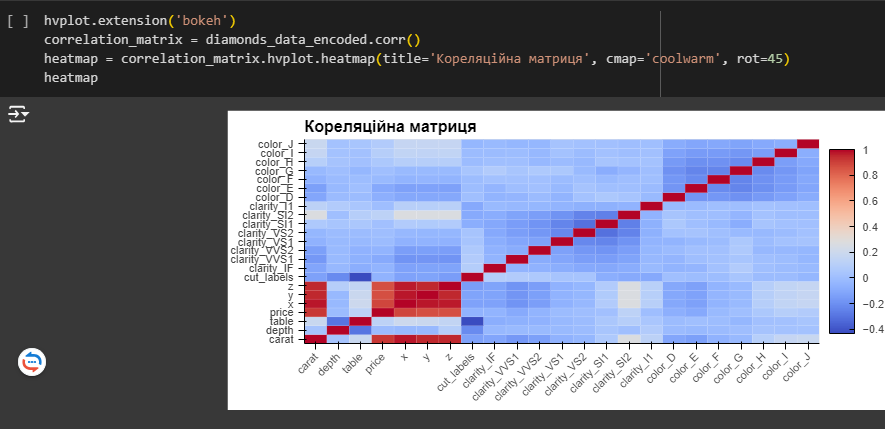 [ ] hvplot.extension('bokeh')
correlation_matrix = diamonds_data_encoded.corr()
heatmap = correlation_matrix.hvplot.heatmap(title='Кореляційна матриця', cmap='coolwarm', rot=45)
heatmap
Кореляційна матриця
color_J
color_I
color_H
color_G
color_F
color_E
color_D
clarity_I1
clarity_SI2
clarity_SI1
clarity_VS2
clarity_VS1
clarity_VVS2
clarity_VVS1
clarity_IF
cut_labels
z
y
x
price
table
depth
carat
1
0.8
0.6
0.4
0.2
0
−0.2
−0.4
carat
depth
table
price
x
y
z
cut_labels
clarity_IF
clarity_VVS1
clarity_VVS2
clarity_VS1
clarity_VS2
clarity_SI1
clarity_SI2
clarity_I1
color_D
color_E
color_F
color_G
color_H
color_I
color_J